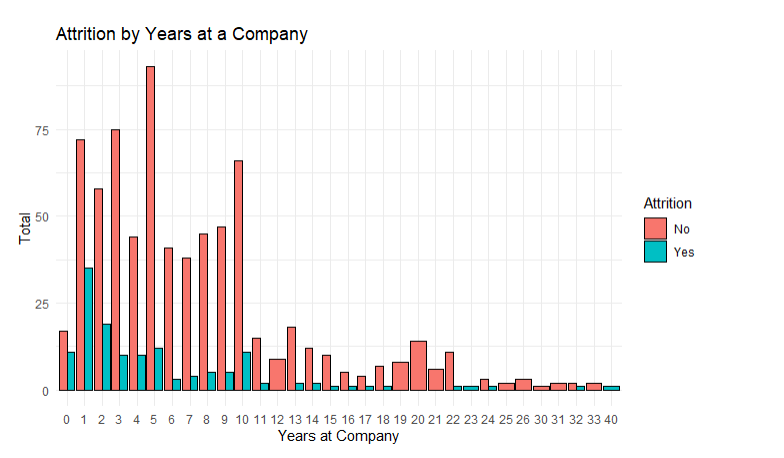 Attrition by Years at a Company
Total
75
50
25
0
0 1 2 3 4 5 6 7 8 9 10 11 12 13 14 15 16 17 18 19 20 21 22 23 24 25 26 30 31 32 33 40
Years at Company
Attrition
No
Yes